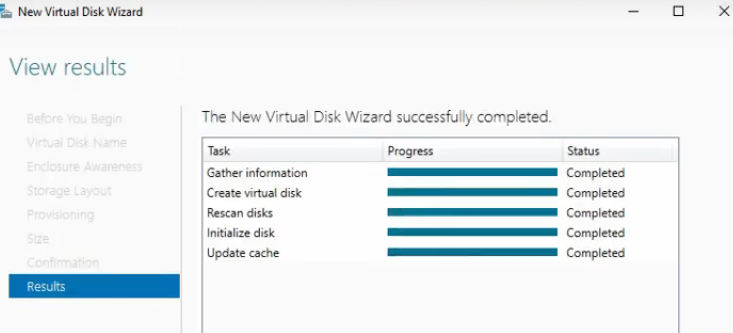 New Virtual Disk Wizard
View results
Before You Begin
Virtual Disk Name
Enclosure Awareness
Storage Layout
Provisioning
Size
Confirmation
Results
The New Virtual Disk Wizard successfully completed.
Task Progress Status
Gather information Completed
Create virtual disk Completed
Rescan disks Completed
Initialize disk Completed
Update cache Completed